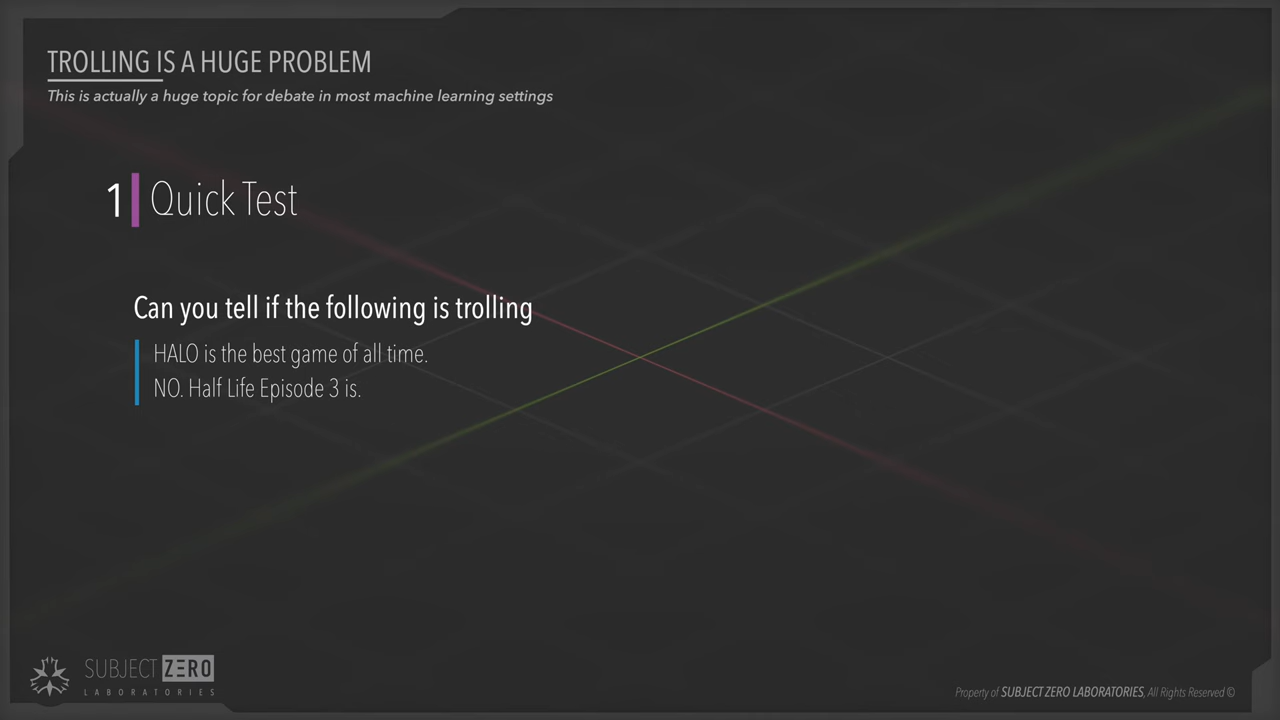 TROLLING IS A HUGE PROBLEM
This is actually a huge topic for debate in most machine learning settings
1 Quick Test
Can you tell if the following is trolling
HALO is the best game of all time.
NO. Half Life Episode 3 is.
SUBJECT ZERO
LABORATORIES
Property of SUBJECT ZERO LABORATORIES, All Rights Reserved ©